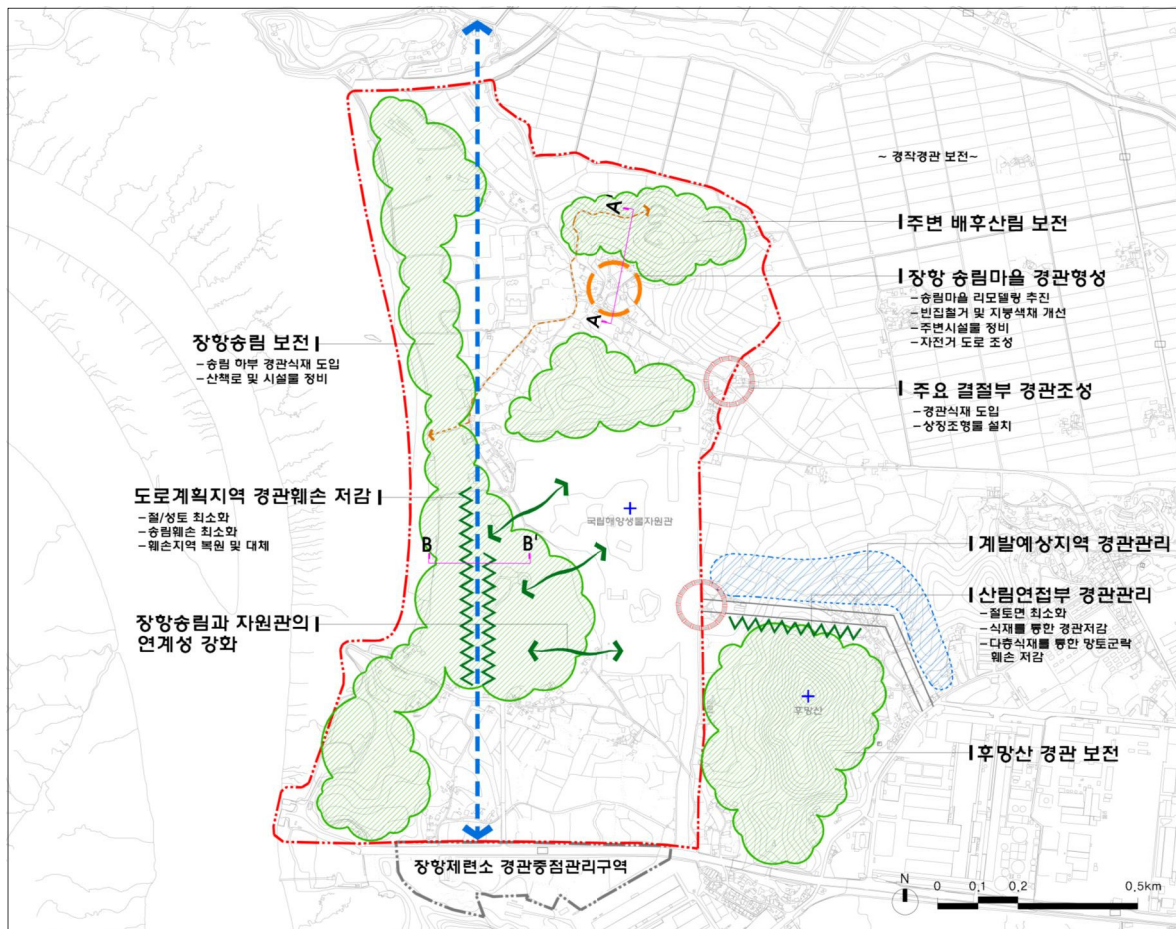 ~ 경작경관 보전~
주변 배후산림 보전
장항 송림마을 경관형성
-송림마을 리모델링 추진
-빈집철거 및 지붕색채 개선
-주변시설물 정비
-자전거 도로 조성
주요 결절부 경관조성
-경관식재 도입
-상징조형물 설치
장항송림 보전
-송림 하부 경관식재 도입
-산책로 및 시설물 정비
도로계획지역 경관훼손 저감
-절/성토 최소화
-송림훼손 최소화
-훼손지역 복원 및 대체
장항송림과 자원관의
연계성 강화
A'
A
B
B'
국립해양생물자원관
계발예상지역 경관관리
산림연접부 경관관리
-절토면 최소화
-식재를 통한 경관저감
-다층식재를 통한 망토군락
훼손 저감
후망산
후망산 경관 보전
장항제련소 경관중점관리구역
N
0 0.1 0.2 0.5km